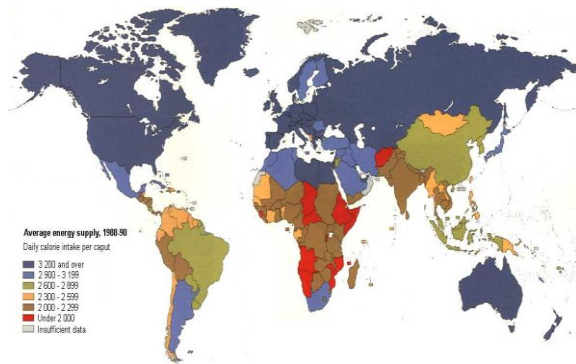 Average energy supply, 1988-90
Daily calorie intake per caput
3 200 and over
2 900 - 3 199
2 600 - 2 899
2 300 - 2 599
2 000 - 2 299
Under 2 000
Insufficient data